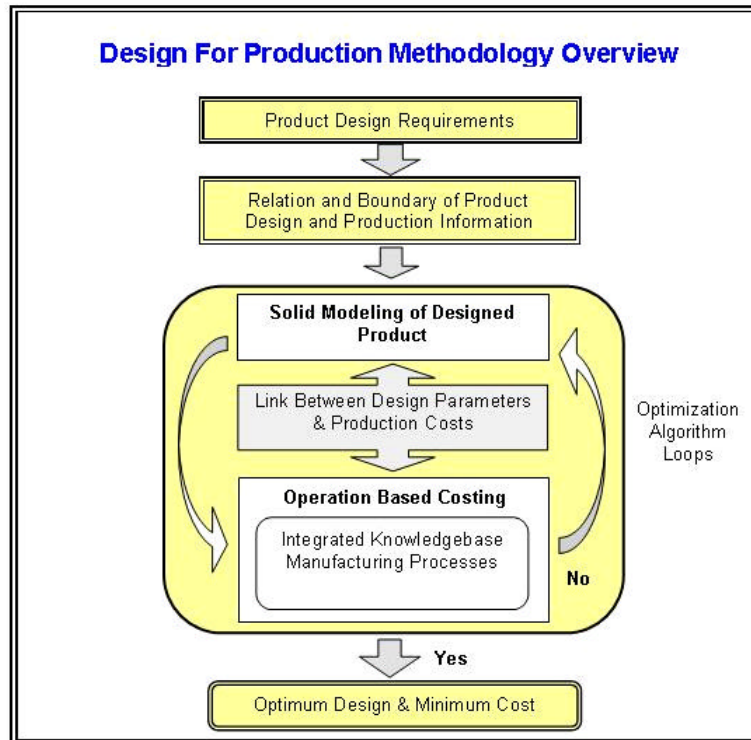 Design For Production Methodology Overview
Product Design Requirements
Relation and Boundary of Product
Design and Production Information
Solid Modeling of Designed
Product
Link Between Design Parameters
& Production Costs
Optimization
Algorithm
Loops
Operation Based Costing
Integrated Knowledgebase
Manufacturing Processes
No
Yes
Optimum Design & Minimum Cost